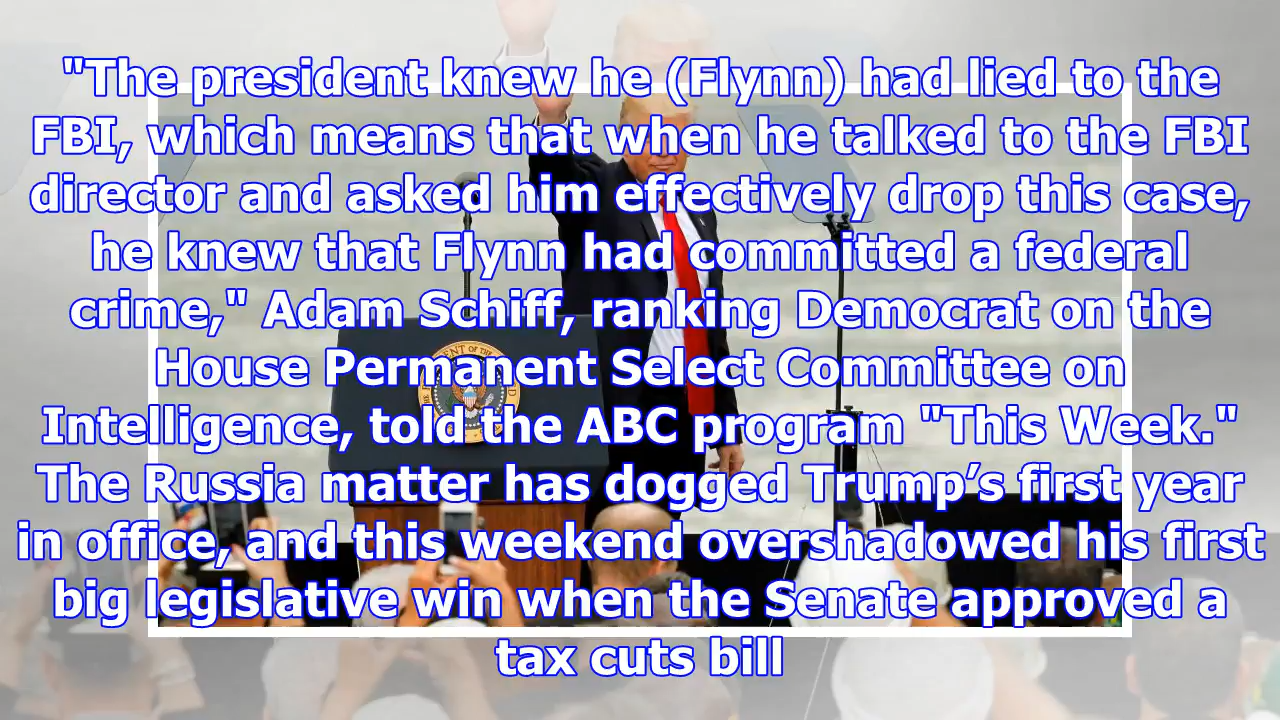 "The president knew he (Flynn) had lied to the
FBI, which means that when he talked to the FBI
director and asked him effectively drop this case,
he knew that Flynn had committed a federal
crime," Adam Schiff, ranking Democrat on the
House Permanent Select Committee on
Intelligence, told the ABC program "This Week."
The Russia matter has dogged Trump’s first year
in office, and this weekend overshadowed his first
big legislative win when the Senate approved a
tax cuts bill